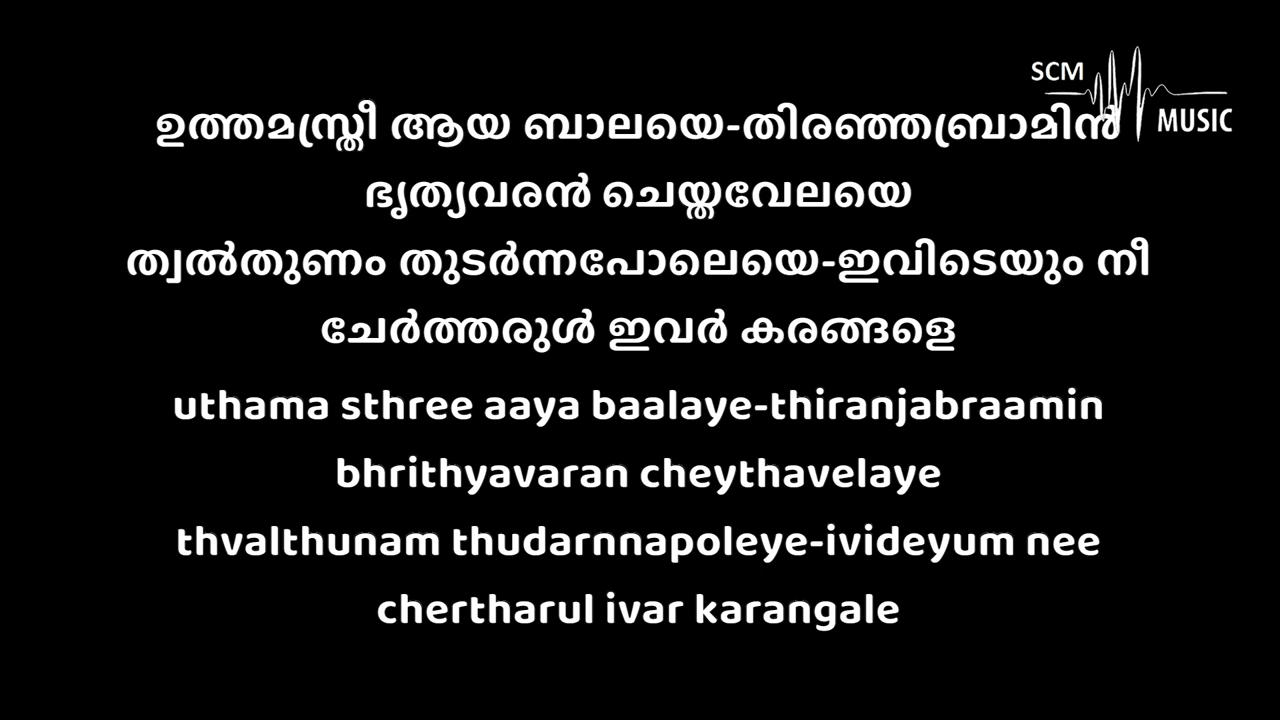 SCM
MUSIC
ഉത്തമസ്ത്രീ ആയ ബാലയെ-തിരഞ്ഞബ്രാമിൻ
ഭൃത്യവരൻ ചെയ്തവേലയെ
ത്വൽതുണം തുടർന്നപോലെയെ-ഇവിടെയും നീ
ചേർത്തരുൾ ഇവർ കരങ്ങളെ
uthama sthree aaya baalaye-thiranjabraamin
bhrithyavaran cheythavelaye
thvalthunam thudarnnapoleye-ivideyum nee
chertharul ivar karangale